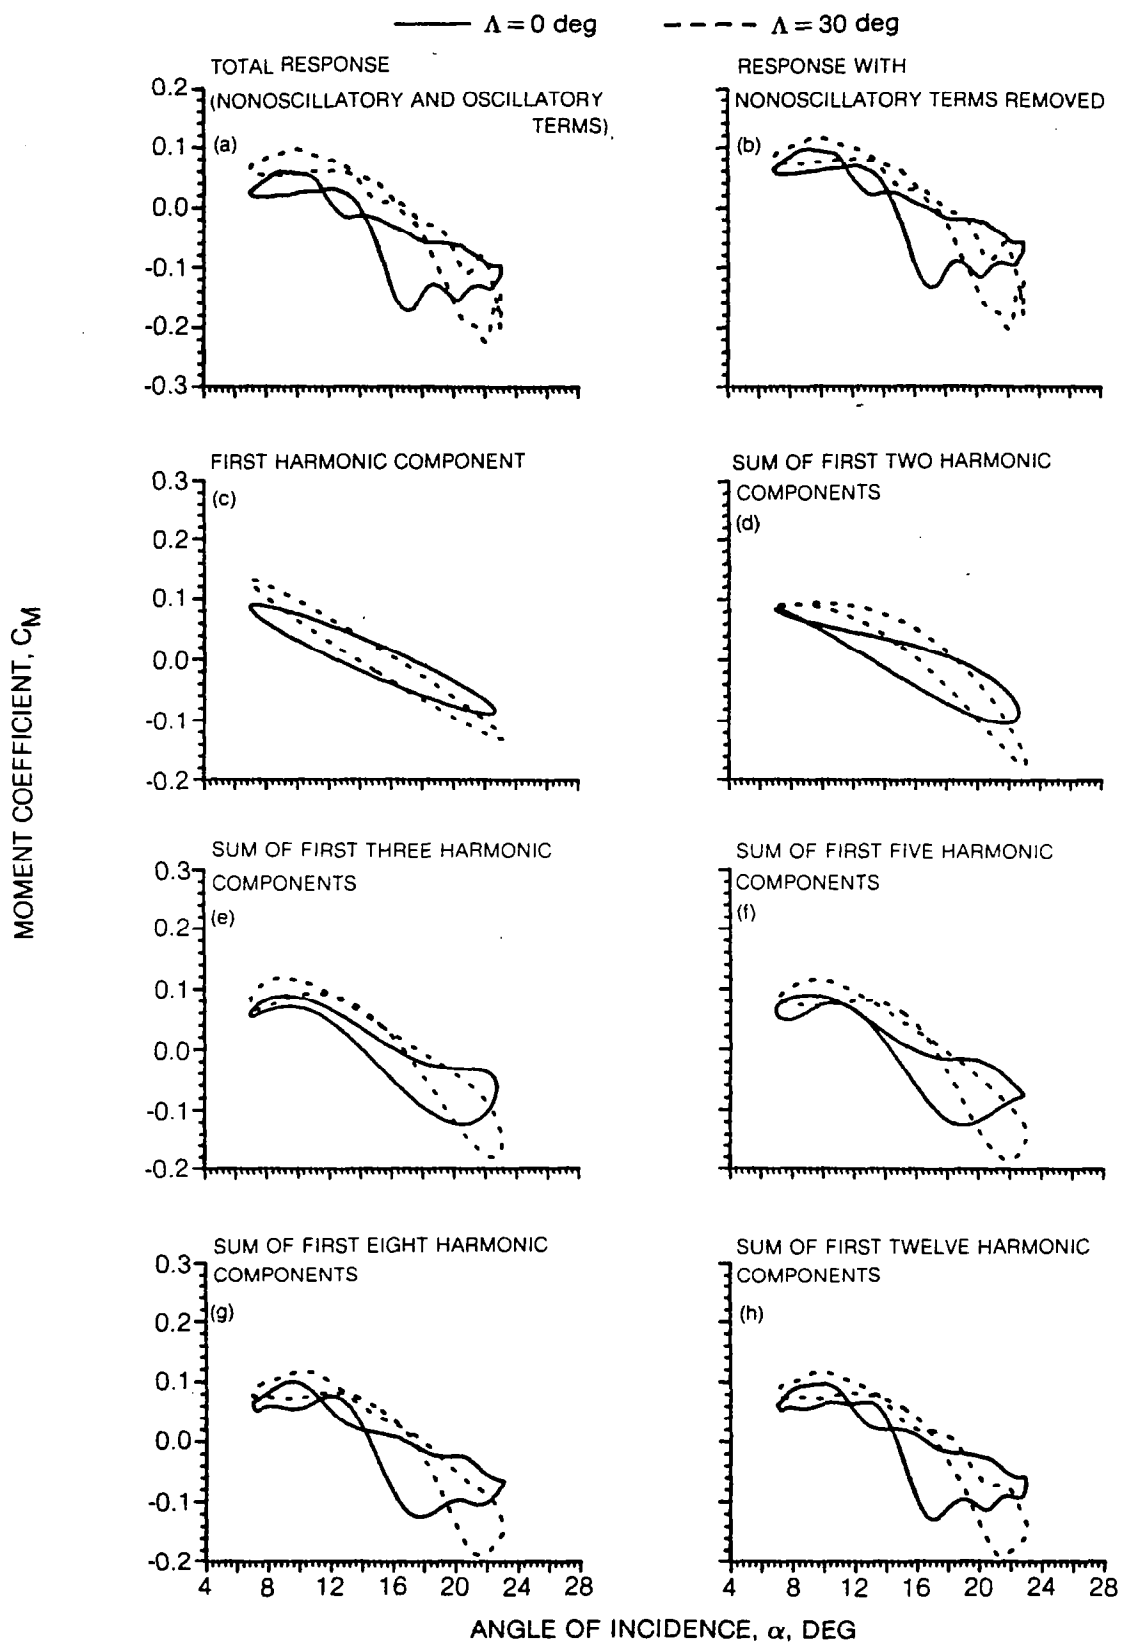 Λ = 0 deg
Λ = 30 deg
TOTAL RESPONSE
(NONOSCILLATORY AND OSCILLATORY
TERMS)
(a)
0.2
0.1
0.0
-0.1
-0.2
-0.3
RESPONSE WITH
NONOSCILLATORY TERMS REMOVED
(b)
FIRST HARMONIC COMPONENT
(c)
0.3
0.2
0.1
0.0
-0.1
-0.2
SUM OF FIRST TWO HARMONIC
COMPONENTS
(d)
MOMENT COEFFICIENT, CM
SUM OF FIRST THREE HARMONIC
COMPONENTS
(e)
0.3
0.2
0.1
0.0
-0.1
-0.2
SUM OF FIRST FIVE HARMONIC
COMPONENTS
(f)
SUM OF FIRST EIGHT HARMONIC
COMPONENTS
(g)
0.3
0.2
0.1
0.0
-0.1
-0.2
4 8 12 16 20 24 28
SUM OF FIRST TWELVE HARMONIC
COMPONENTS
(h)
4 8 12 16 20 24 28
ANGLE OF INCIDENCE, α, DEG